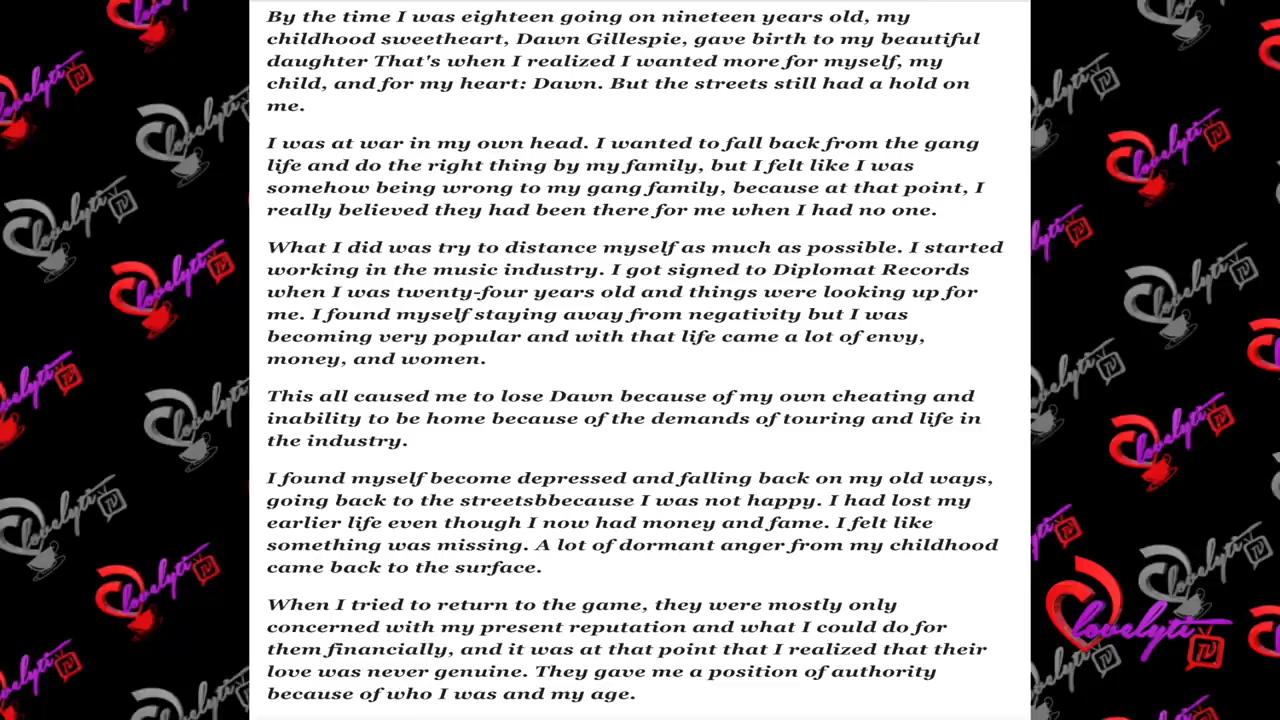 By the time I was eighteen going on nineteen years old, my
childhood sweetheart, Dawn Gillespie, gave birth to my beautiful
daughter That's when I realized I wanted more for myself, my
child, and for my heart: Dawn. But the streets still had a hold on
me.
I was at war in my own head. I wanted to fall back from the gang
life and do the right thing by my family, but I felt like I was
somehow being wrong to my gang family, because at that point, I
really believed they had been there for me when I had no one.
What I did was try to distance myself as much as possible. I started
working in the music industry. I got signed to Diplomat Records
when I was twenty-four years old and things were looking up for
me. I found myself staying away from negativity but I was
becoming very popular and with that life came a lot of envy,
money, and women.
This all caused me to lose Dawn because of my own cheating and
inability to be home because of the demands of touring and life in
the industry.
I found myself become depressed and falling back on my old ways,
going back to the streetsbbecause I was not happy. I had lost my
earlier life even though I now had money and fame. I felt like
something was missing. A lot of dormant anger from my childhood
came back to the surface.
When I tried to return to the game, they were mostly only
concerned with my present reputation and what I could do for
them financially, and it was at that point that I realized that their
love was never genuine. They gave me a position of authority
because of who I was and my age.
lovelyti TV